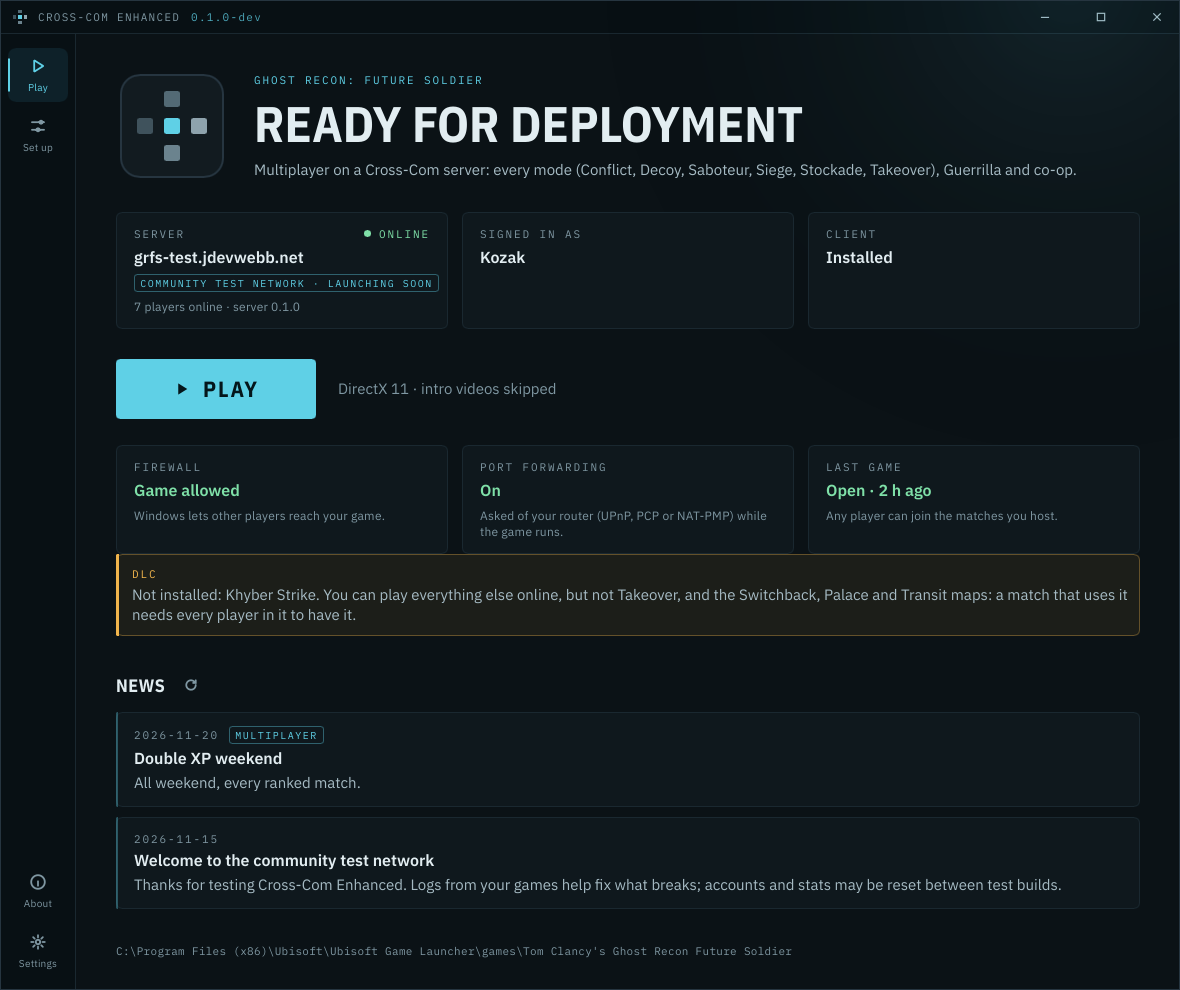 CROSS-COM ENHANCED 0.1.0-dev
Play
Set up
GHOST RECON: FUTURE SOLDIER
READY FOR DEPLOYMENT
Multiplayer on a Cross-Com server: every mode (Conflict, Decoy, Saboteur, Siege, Stockade, Takeover), Guerrilla and co-op.
SERVER
ONLINE
grfs-test.jdevwebb.net
COMMUNITY TEST NETWORK · LAUNCHING SOON
7 players online · server 0.1.0
SIGNED IN AS
Kozak
CLIENT
Installed
PLAY
DirectX 11 · intro videos skipped
FIREWALL
Game allowed
Windows lets other players reach your game.
PORT FORWARDING
On
Asked of your router (UPnP, PCP or NAT-PMP) while
the game runs.
LAST GAME
Open · 2 h ago
Any player can join the matches you host.
DLC
Not installed: Khyber Strike. You can play everything else online, but not Takeover, and the Switchback, Palace and Transit maps: a match that uses it
needs every player in it to have it.
NEWS
2026-11-20 MULTIPLAYER
Double XP weekend
All weekend, every ranked match.
2026-11-15
Welcome to the community test network
Thanks for testing Cross-Com Enhanced. Logs from your games help fix what breaks; accounts and stats may be reset between test builds.
C:\Program Files (x86)\Ubisoft\Ubisoft Game Launcher\games\Tom Clancy's Ghost Recon Future Soldier
About
Settings